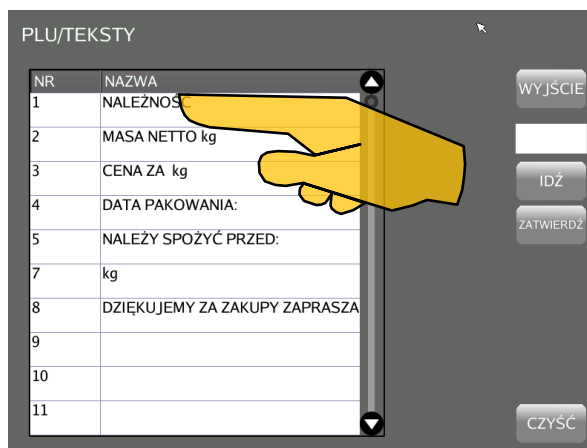 PLU/TEKSTY
NR NAZWA
WYJŚCIE
1 NALEŻNOŚĆ
2 MASA NETTO kg
3 CENA ZA kg
IDŹ
4 DATA PAKOWANIA:
ZATWIERDŹ
5 NALEŻY SPOŻYĆ PRZED:
7 kg
8 DZIĘKUJEMY ZA ZAKUPY ZAPRASZA
9
10
11
CZYŚĆ